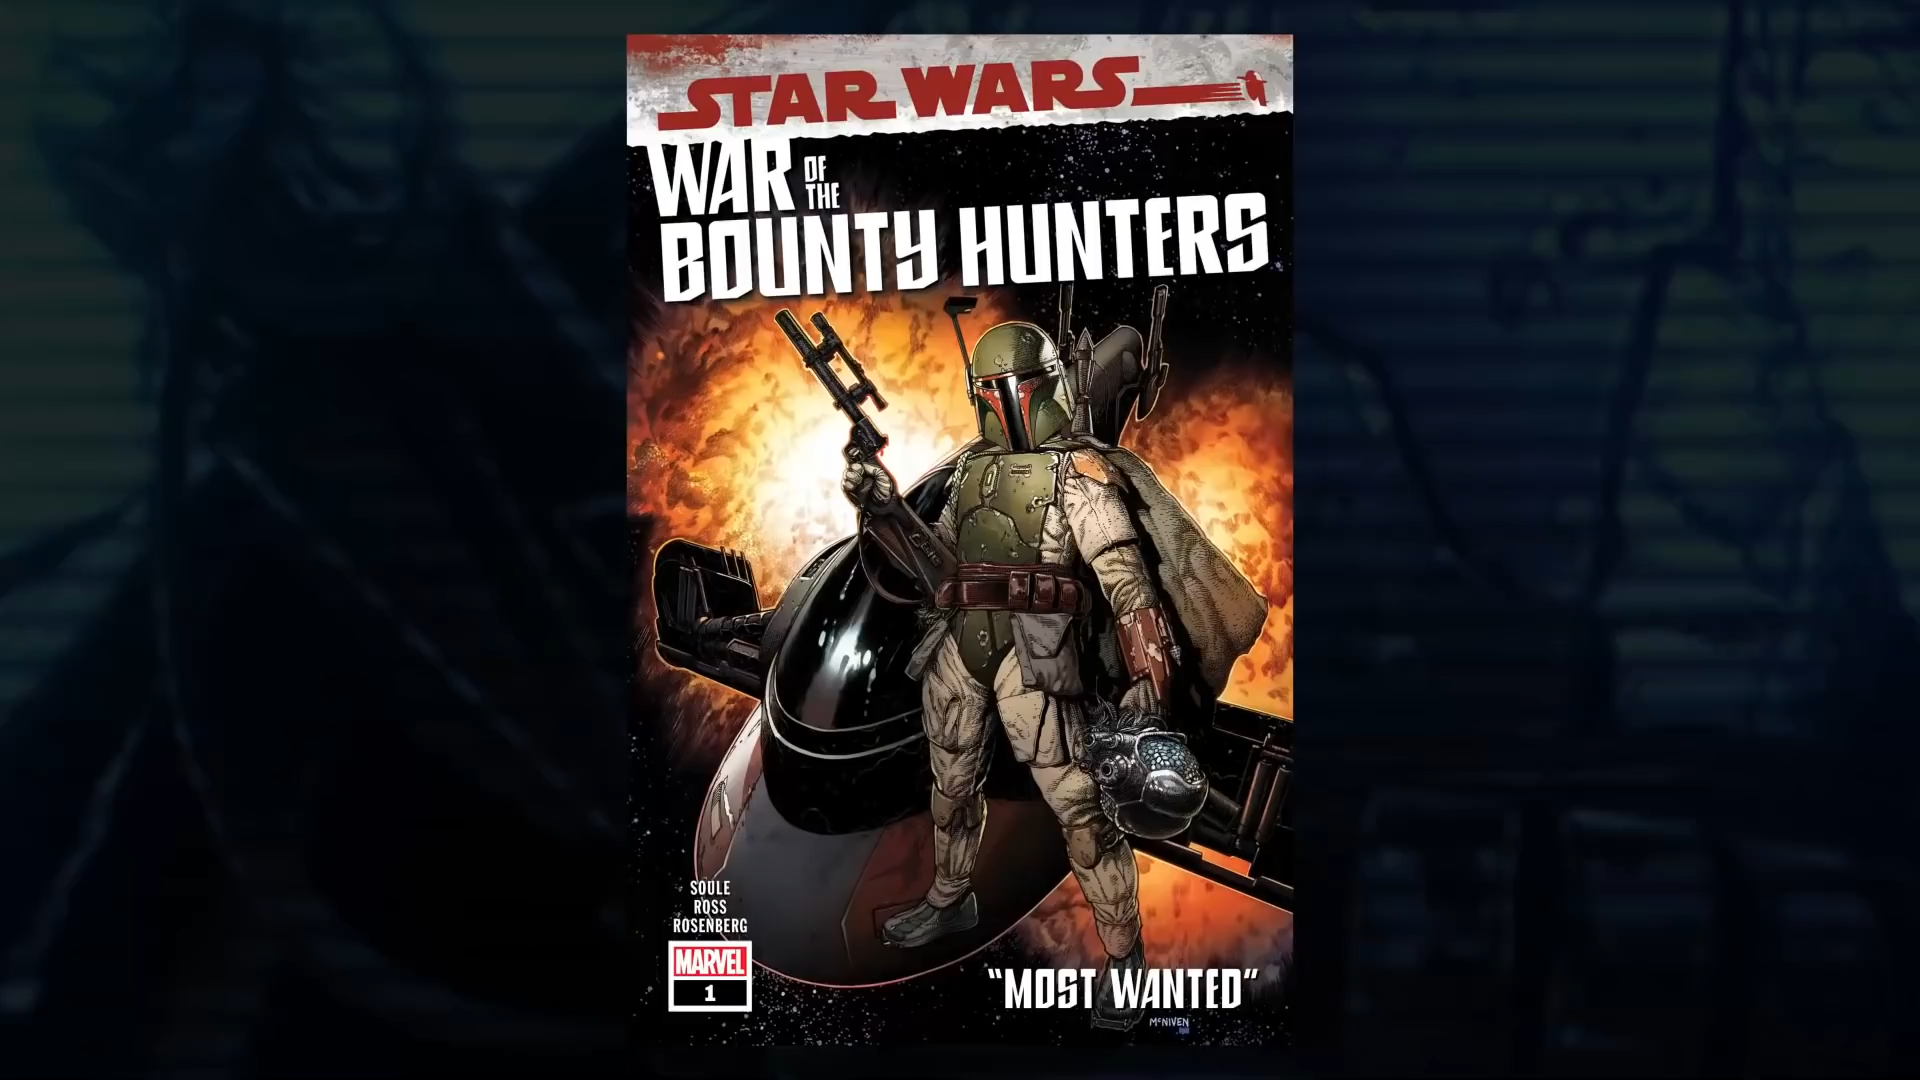 STAR WARS
WAR OF THE
BOUNTY HUNTERS
SOULE
ROSS
ROSENBERG
MARVEL
1
"MOST WANTED"
McNIVEN